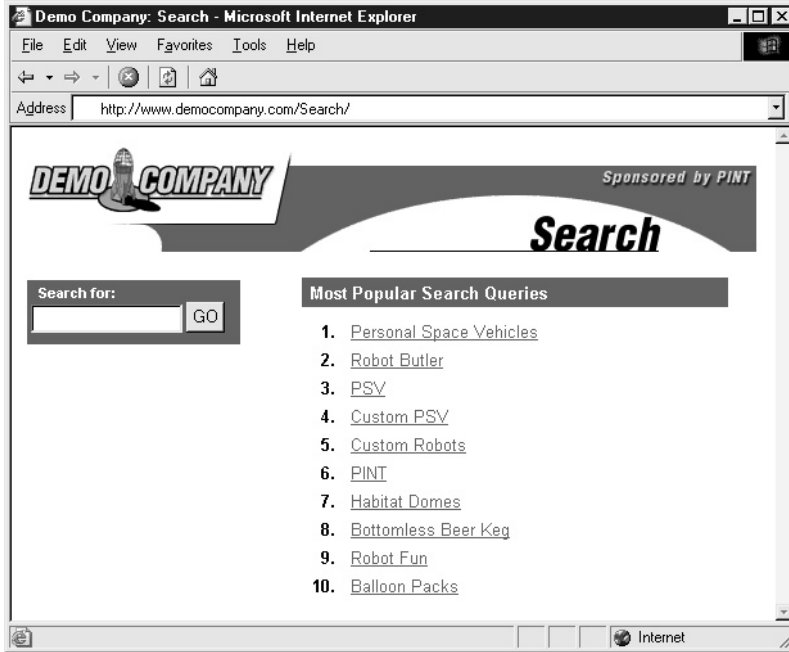 Demo Company: Search - Microsoft Internet Explorer
File Edit View Favorites Tools Help
Address http://www.democompany.com/Search/
DEMO COMPANY
Sponsored by PINT
Search
Search for:
GO
Most Popular Search Queries
1. Personal Space Vehicles
2. Robot Butler
3. PSV
4. Custom PSV
5. Custom Robots
6. PINT
7. Habitat Domes
8. Bottomless Beer Keg
9. Robot Fun
10. Balloon Packs
Internet